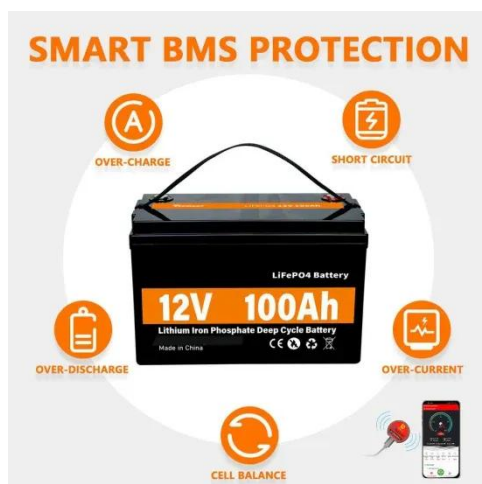 SMART BMS PROTECTION
OVER-CHARGE
SHORT CIRCUIT
LiFePO4 Battery
12V 100Ah
Lithium Iron Phosphate Deep Cycle Battery
Made in China
CE
OVER-DISCHARGE
OVER-CURRENT
CELL BALANCE